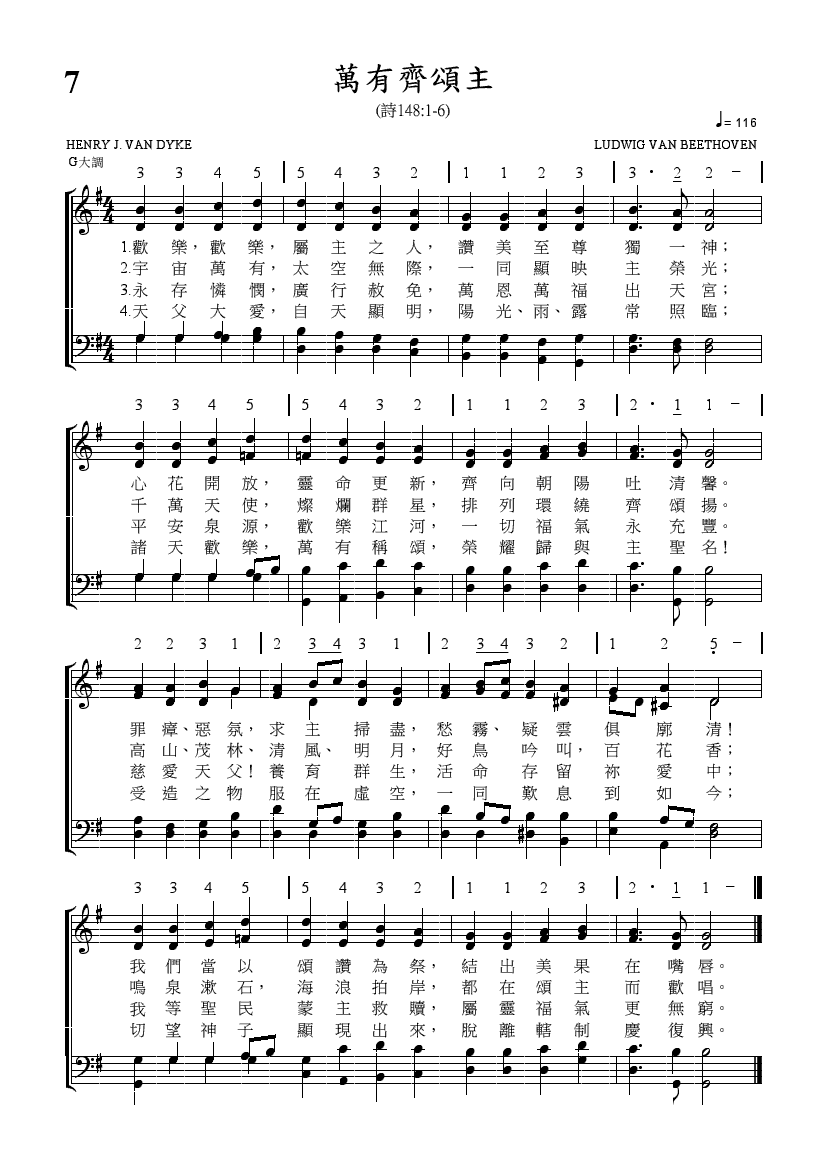 7
萬有齊頌主
(詩148:1-6)
♩= 116
HENRY J. VAN DYKE LUDWIG VAN BEETHOVEN
G大調
3 3 4 5 | 5 4 3 2 | 1 1 2 3 | 3 · 2 2 – |
4 4
1.歡樂，歡樂，屬主之人，讚美至尊獨一神；
2.宇宙萬有，太空無際，一同顯映主榮光；
3.永存憐憫，廣行赦免，萬恩萬福出天宮；
4.天父大愛，自天顯明，陽光、雨、露常照臨；
4 4
3 3 4 5 | 5 4 3 2 | 1 1 2 3 | 2 · 1 1 – |
心花開放，靈命更新，齊向朝陽吐清馨。
千萬天使，燦爛群星，排列環繞齊頌揚。
平安泉源，歡樂江河，一切福氣永充豐。
諸天歡樂，萬有稱頌，榮耀歸與主聖名！
2 2 3 1 | 2 3 4 3 1 | 2 3 4 3 2 | 1 2 5 – |
罪瘴、惡氛，求主掃盡，愁霧、疑雲俱廓清！
高山、茂林、清風、明月，好鳥吟叫，百花香；
慈愛天父！養育群生，活命存留祢愛中；
受造之物服在虛空，一同歎息到如今；
3 3 4 5 | 5 4 3 2 | 1 1 2 3 | 2 · 1 1 –
我們當以頌讚為祭，結出美果在嘴唇。
鳴泉漱石，海浪拍岸，都在頌主而歡唱。
我等聖民蒙主救贖，屬靈福氣更無窮。
切望神子顯現出來，脫離轄制慶復興。